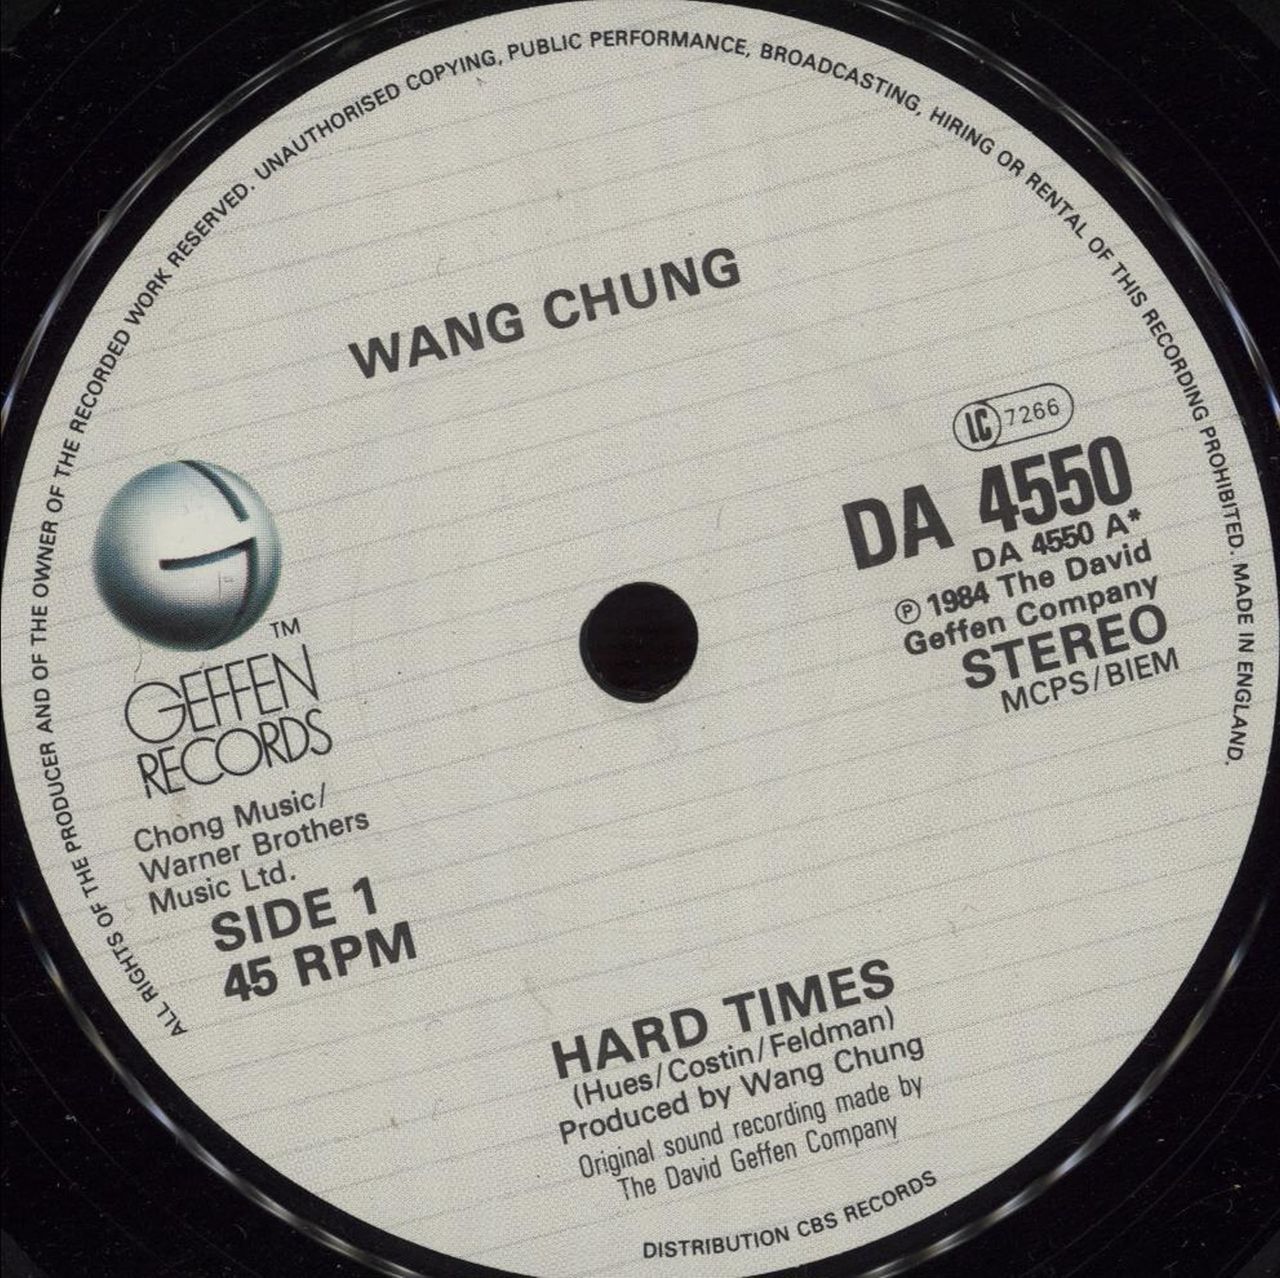 ALL RIGHTS OF THE PRODUCER AND OF THE OWNER OF THE RECORDED WORK RESERVED. UNAUTHORISED COPYING, PUBLIC PERFORMANCE, BROADCASTING, HIRING OR RENTAL OF THIS RECORDING PROHIBITED. MADE IN ENGLAND.
WANG CHUNG
LC 7266
DA 4550
DA 4550 A*
℗ 1984 The David
Geffen Company
STEREO
MCPS/BIEM
TM
GEFFEN
RECORDS
Chong Music/
Warner Brothers
Music Ltd.
SIDE 1
45 RPM
HARD TIMES
(Hues/Costin/Feldman)
Produced by Wang Chung
Original sound recording made by
The David Geffen Company
DISTRIBUTION CBS RECORDS